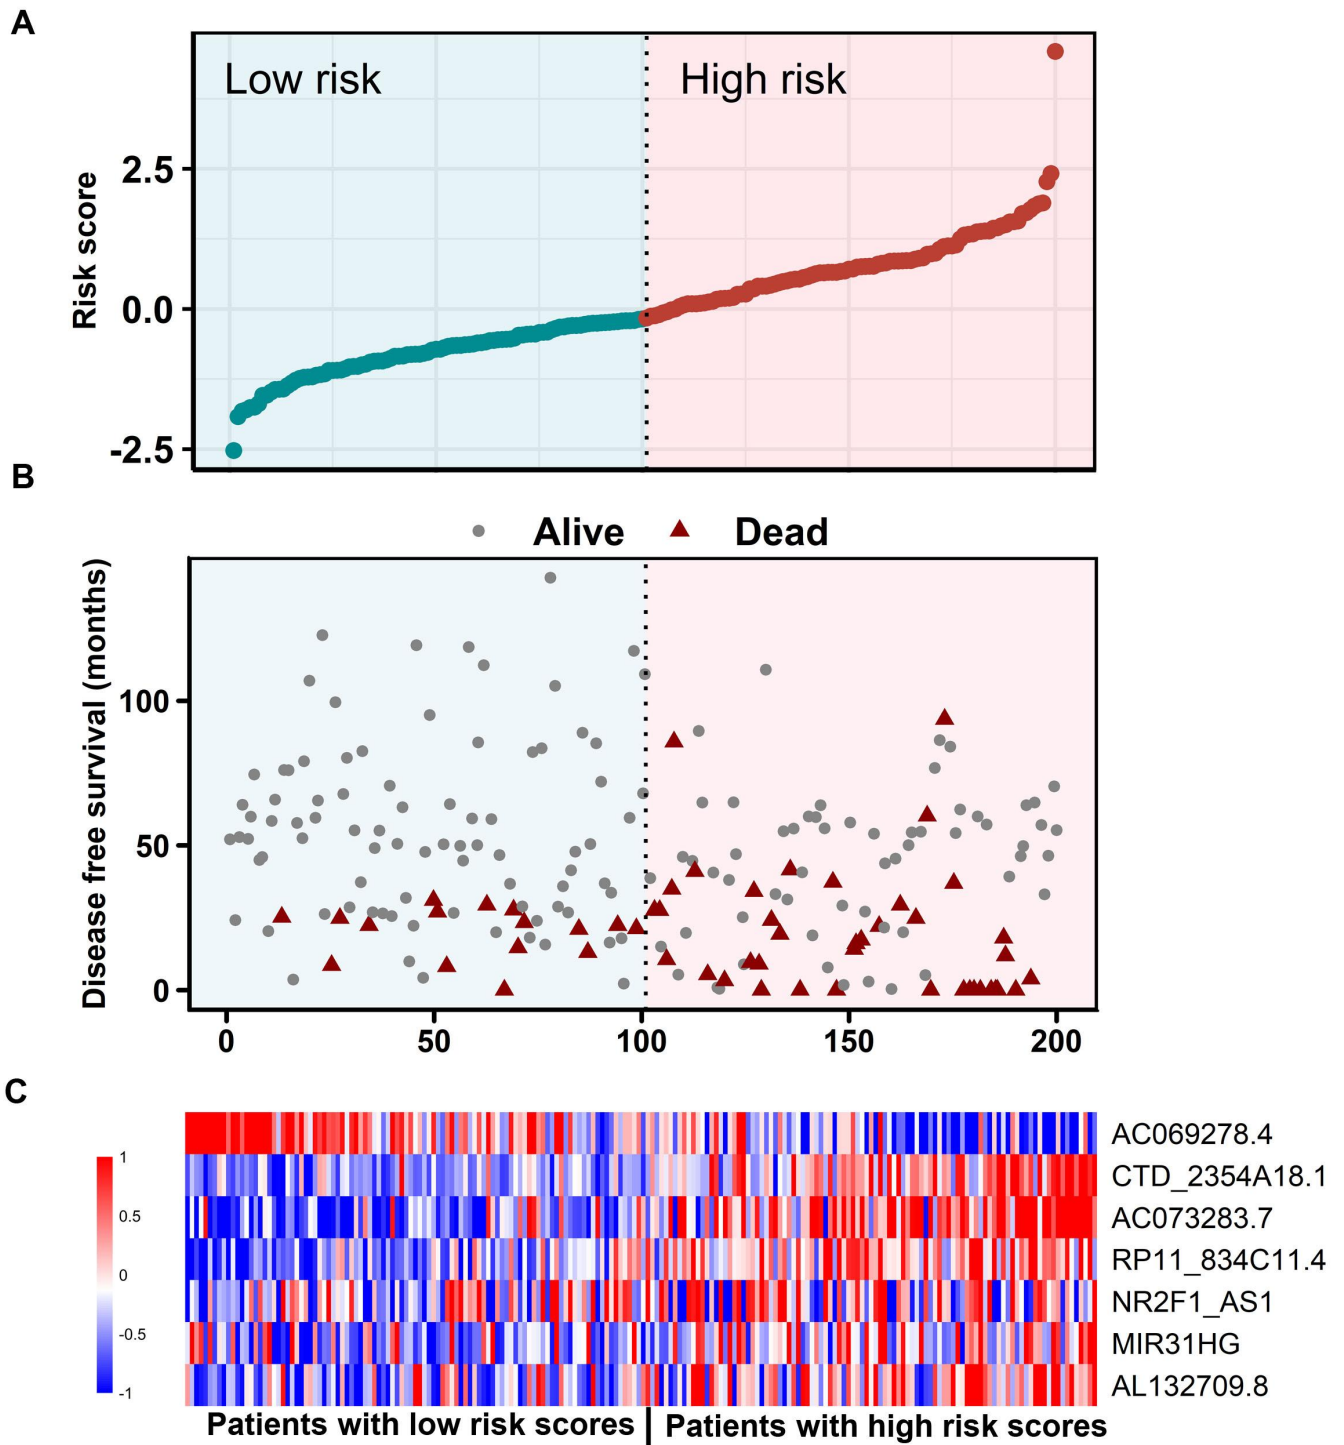 A
Low risk
High risk
Risk score
2.5
0.0
-2.5
B
Alive
Dead
Disease free survival (months)
100
50
0
0
50
100
150
200
C
1
0.5
0
-0.5
-1
AC069278.4
CTD_2354A18.1
AC073283.7
RP11_834C11.4
NR2F1_AS1
MIR31HG
AL132709.8
Patients with low risk scores
Patients with high risk scores